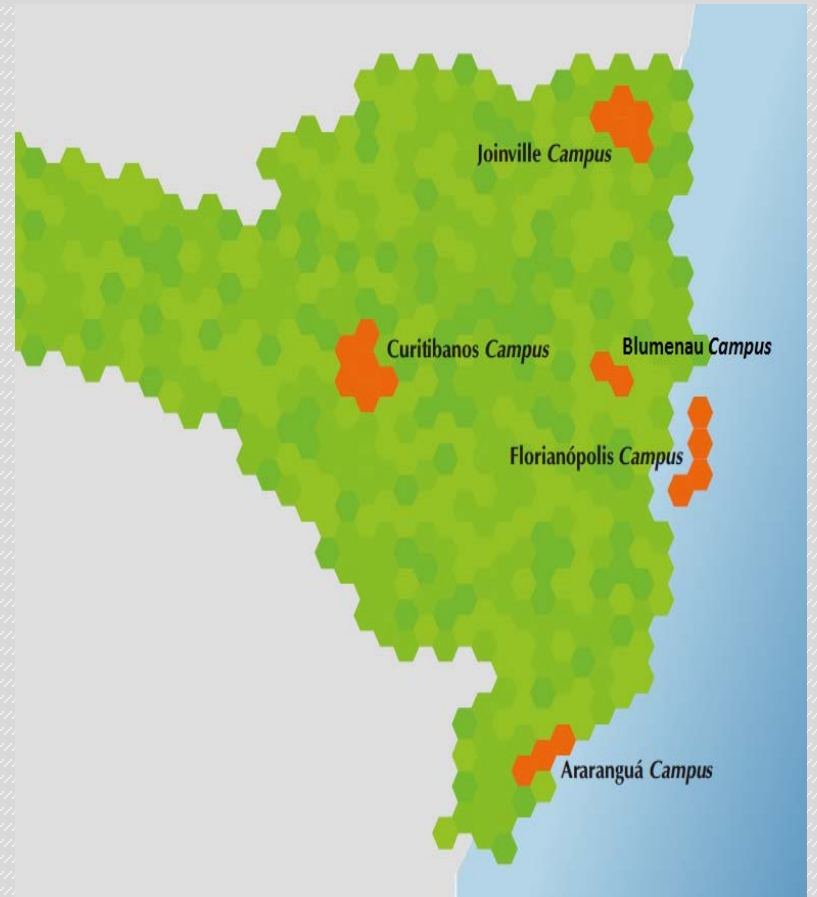 Joinville Campus
Curitibanos Campus
Blumenau Campus
Florianópolis Campus
Araranguá Campus